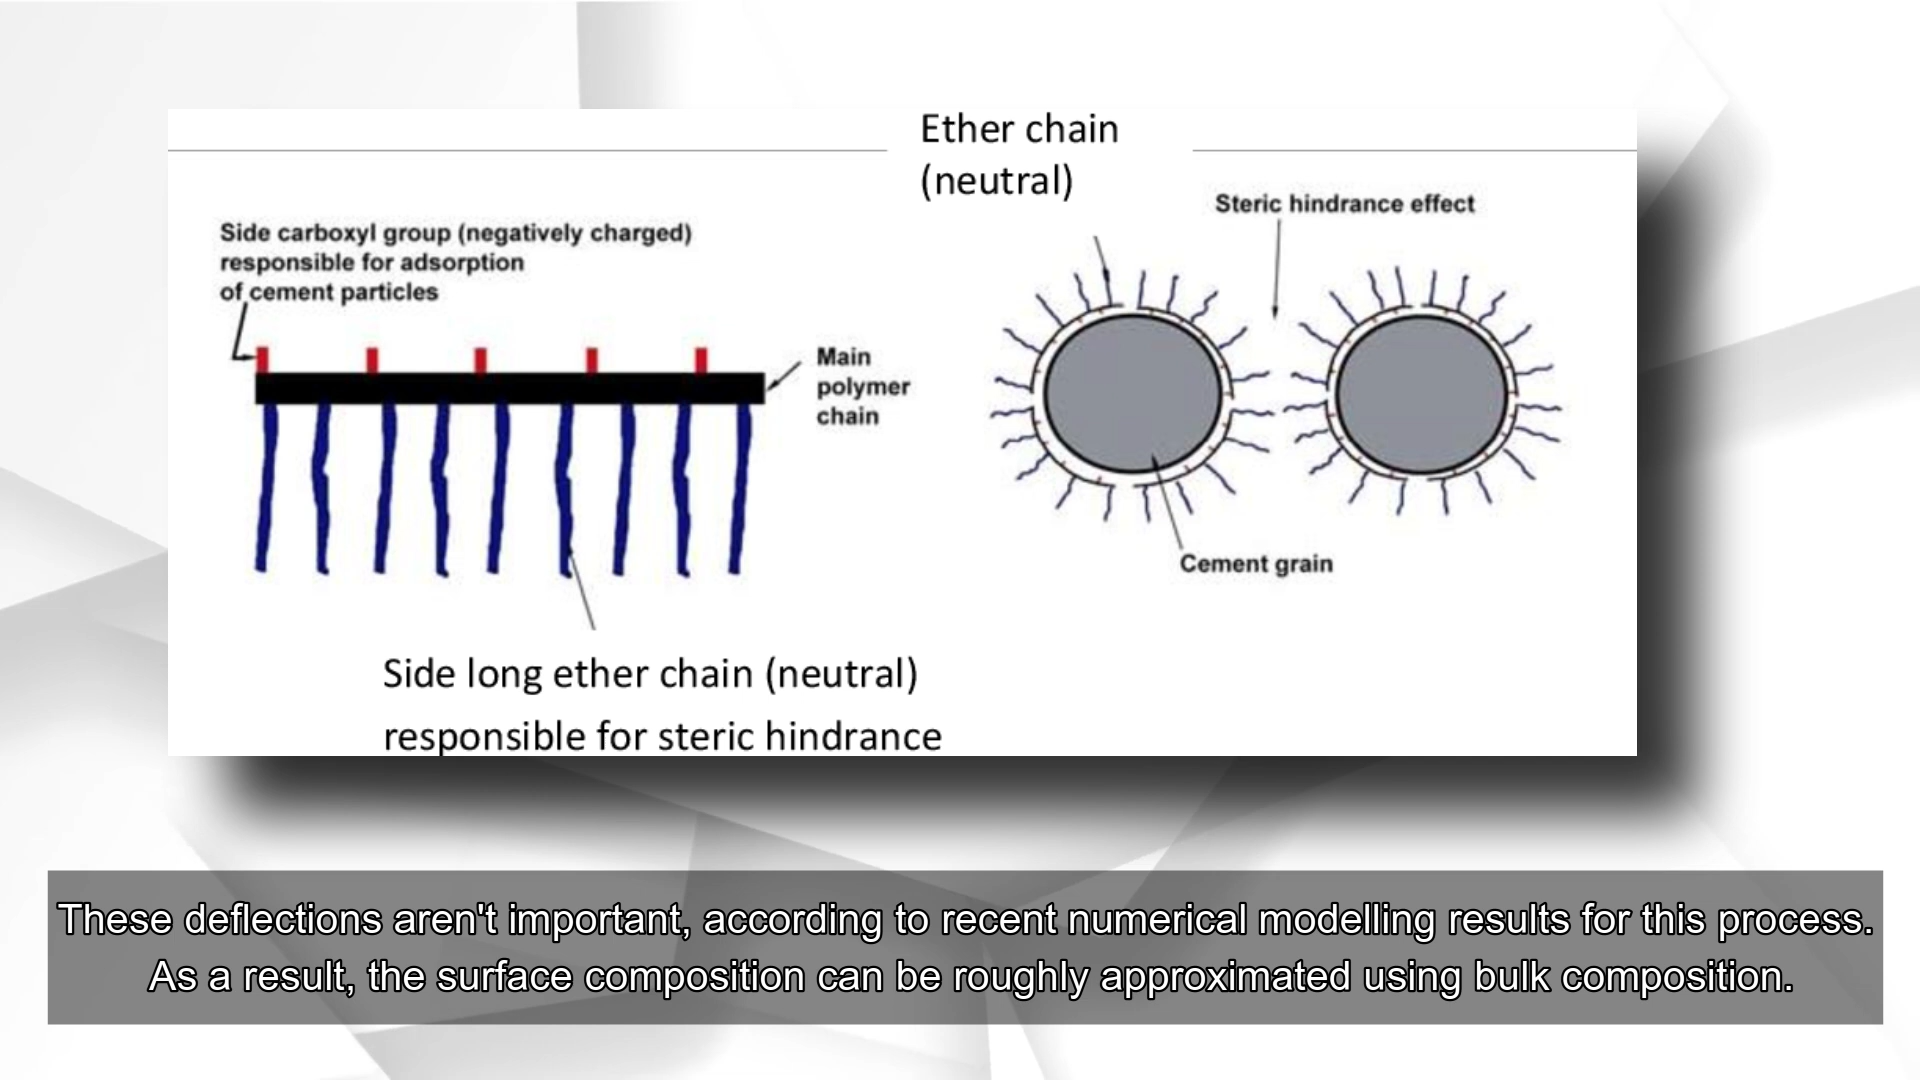 Ether chain
(neutral)
Steric hindrance effect
Side carboxyl group (negatively charged)
responsible for adsorption
of cement particles
Main
polymer
chain
Cement grain
Side long ether chain (neutral)
responsible for steric hindrance
These deflections aren't important, according to recent numerical modelling results for this process.
As a result, the surface composition can be roughly approximated using bulk composition.